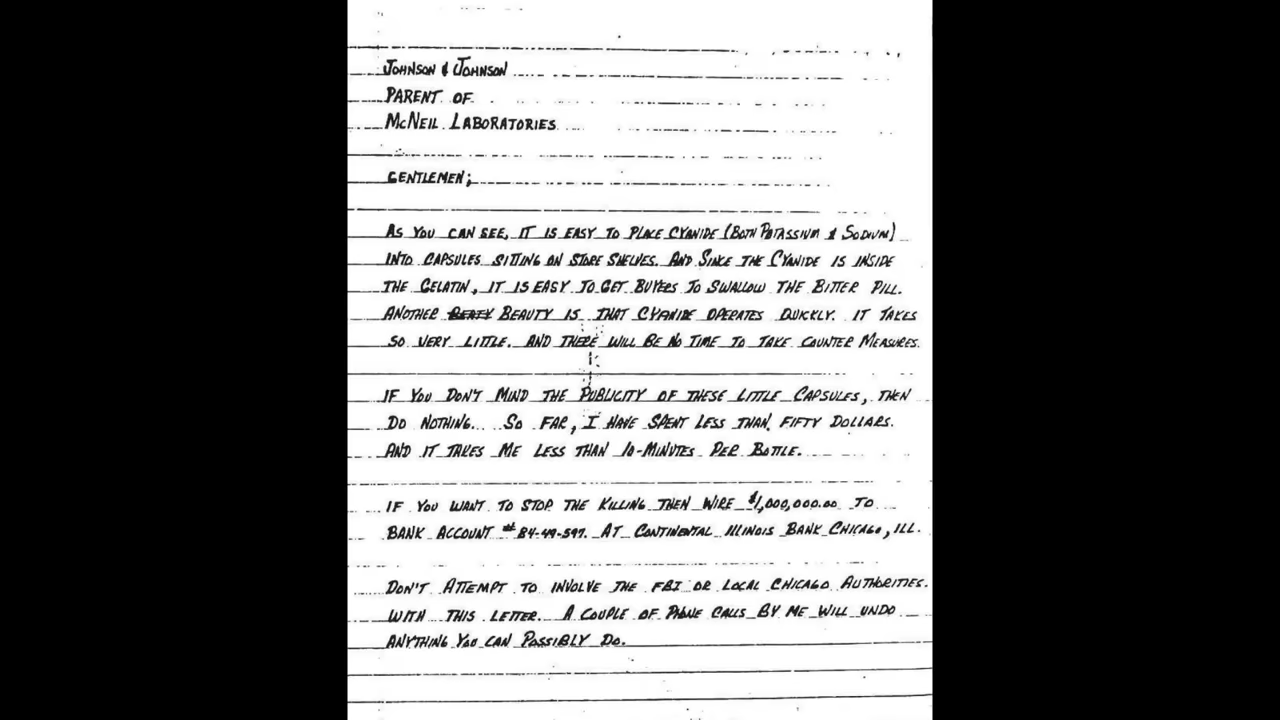 JOHNSON & JOHNSON
PARENT OF
MCNEIL LABORATORIES
GENTLEMEN;
AS YOU CAN SEE, IT IS EASY TO PLACE CYANIDE (BOTH POTASSIUM & SODIUM)
INTO CAPSULES SITTING ON STORE SHELVES. AND SINCE THE CYANIDE IS INSIDE
THE GELATIN, IT IS EASY TO GET BUYERS TO SWALLOW THE BITTER PILL.
ANOTHER BEATY BEAUTY IS THAT CYANIDE OPERATES QUICKLY. IT TAKES
SO VERY LITTLE. AND THERE WILL BE NO TIME TO TAKE COUNTER MEASURES.
IF YOU DON'T MIND THE PUBLICITY OF THESE LITTLE CAPSULES, THEN
DO NOTHING. SO FAR, I HAVE SPENT LESS THAN FIFTY DOLLARS.
AND IT TAKES ME LESS THAN 10-MINUTES PER BOTTLE.
IF YOU WANT TO STOP THE KILLING THEN WIRE $1,000,000.00 TO
BANK ACCOUNT # 84-49-597. AT CONTINENTAL ILLINOIS BANK CHICAGO, ILL.
DON'T ATTEMPT TO INVOLVE THE FBI OR LOCAL CHICAGO AUTHORITIES.
WITH THIS LETTER. A COUPLE OF PHONE CALLS BY ME WILL UNDO
ANYTHING YOU CAN POSSIBLY DO.